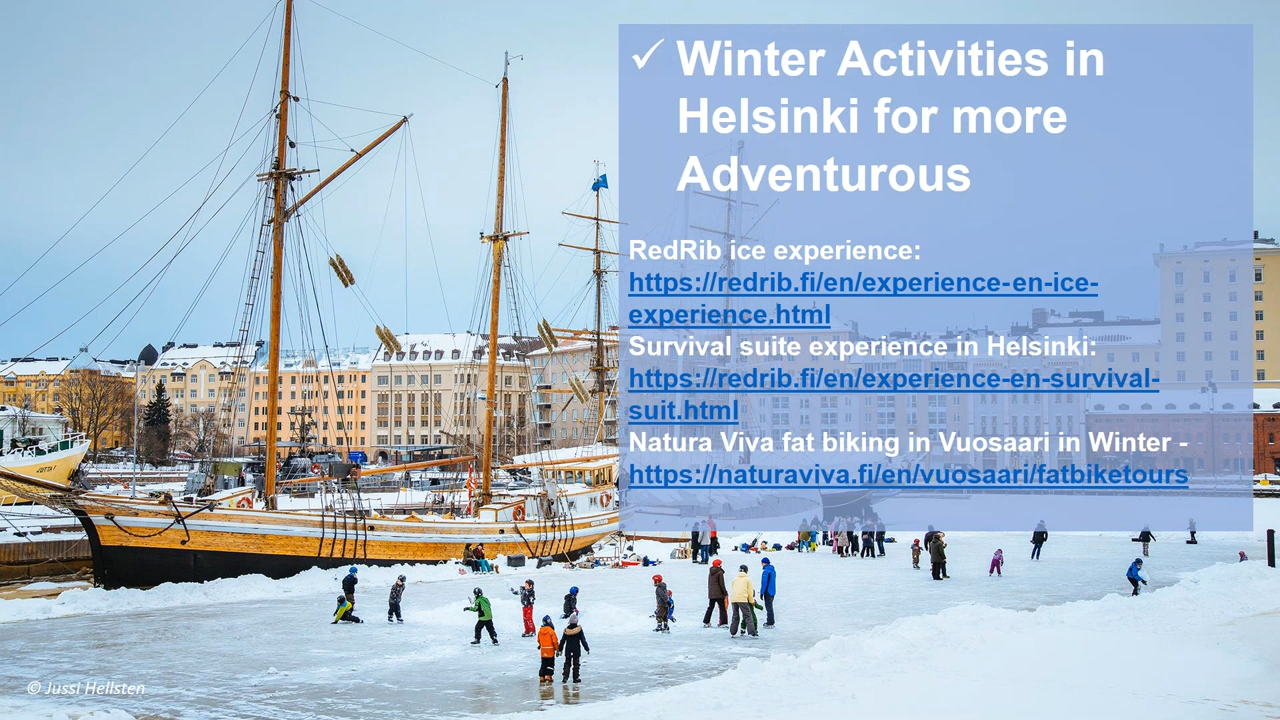 ✓ Winter Activities in
Helsinki for more
Adventurous
RedRib ice experience:
https://redrib.fi/en/experience-en-ice-
experience.html
Survival suite experience in Helsinki:
https://redrib.fi/en/experience-en-survival-
suit.html
Natura Viva fat biking in Vuosaari in Winter -
https://naturaviva.fi/en/vuosaari/fatbiketours
JUTTA
© Jussi Hellsten